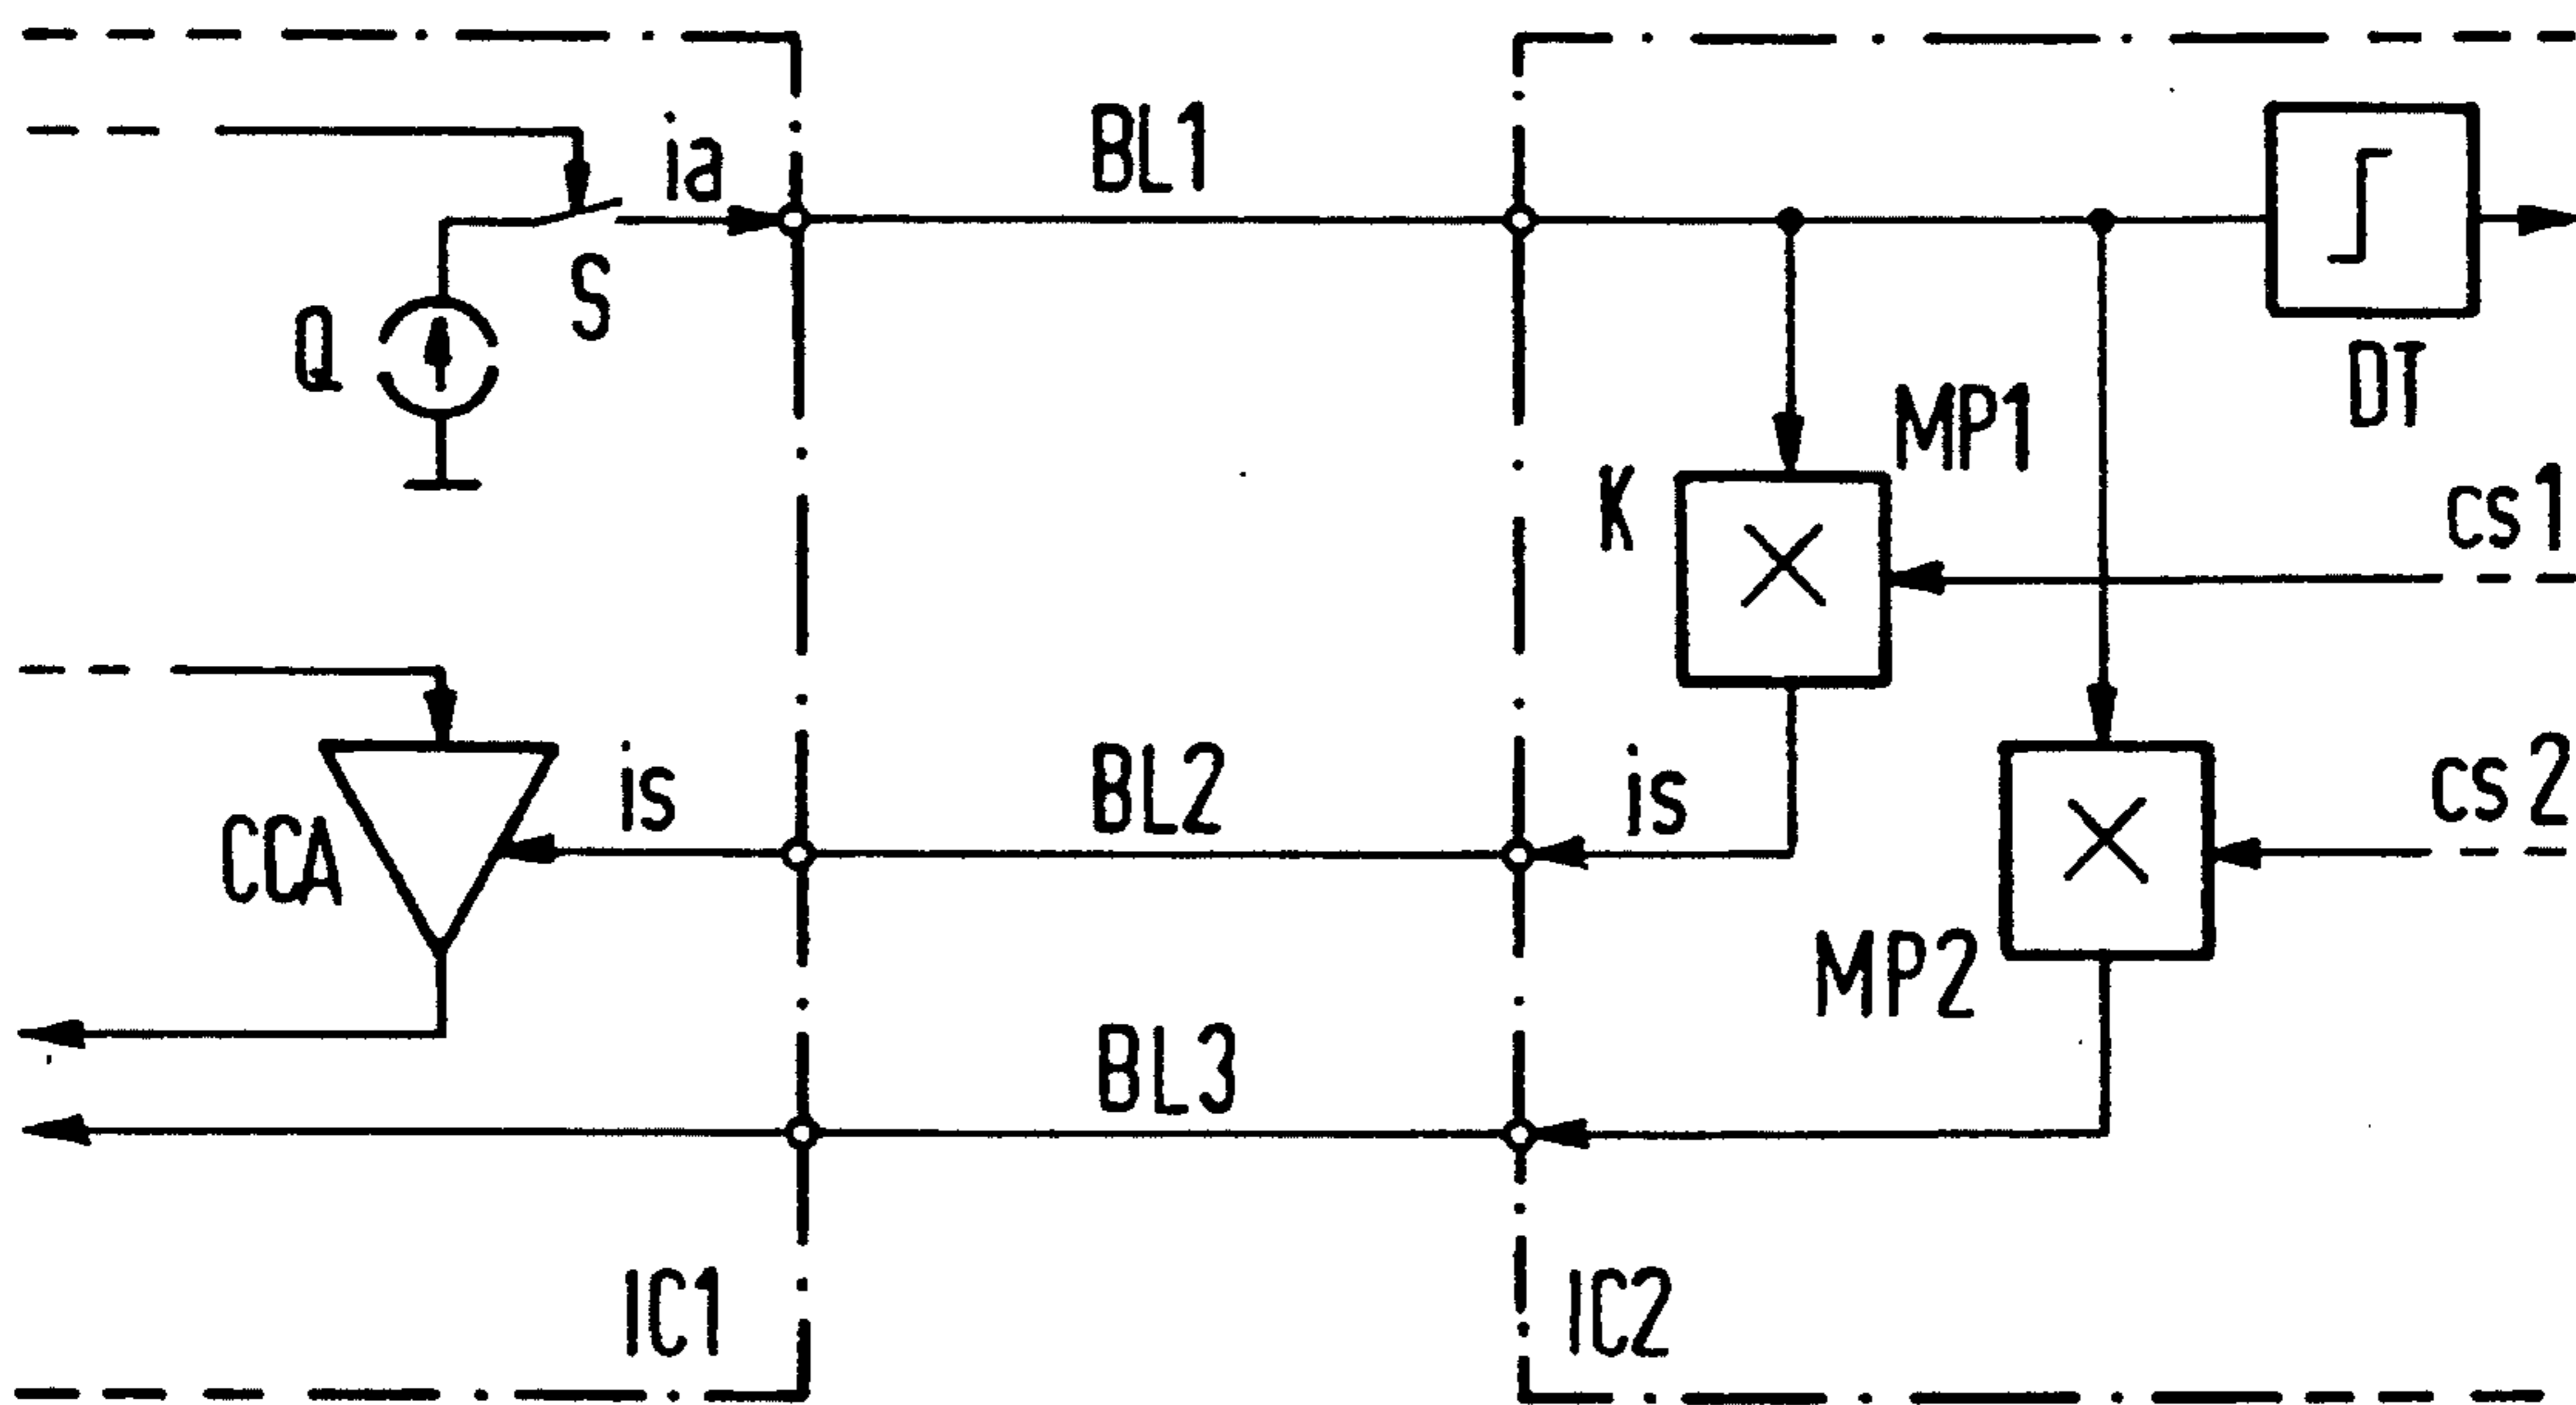 ia
BL1
S
Q
DT
MP1
K
cs1
is
BL2
is
cs2
CCA
MP2
BL3
IC1
IC2